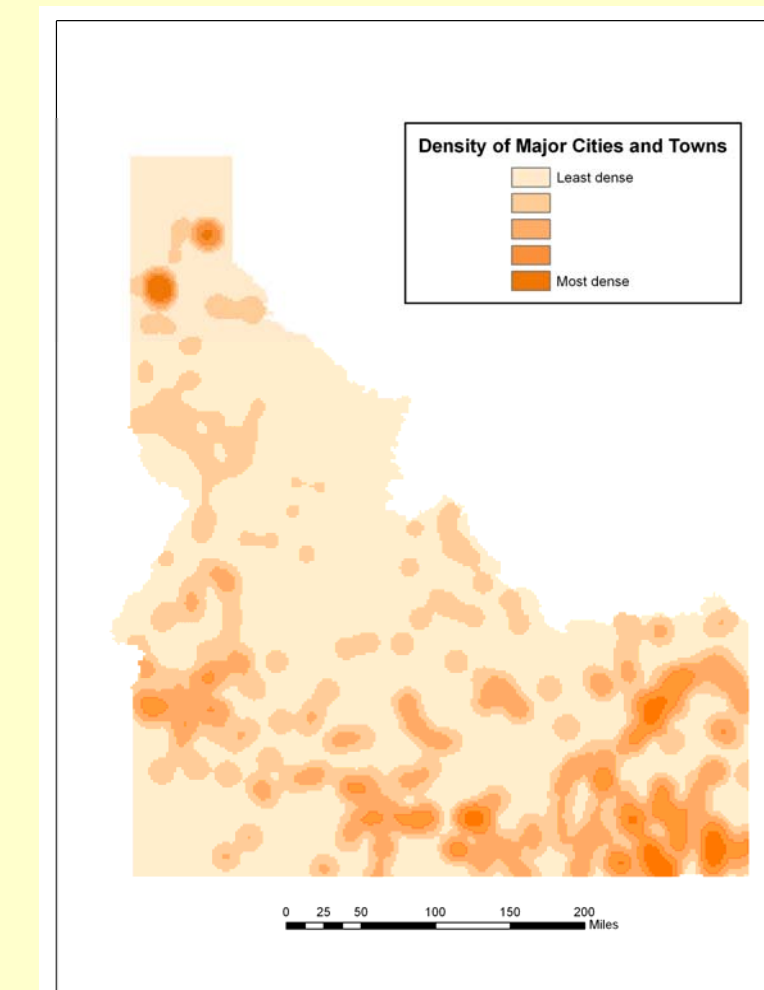 Density of Major Cities and Towns
Least dense
Most dense
0 25 50 100 150 200
Miles